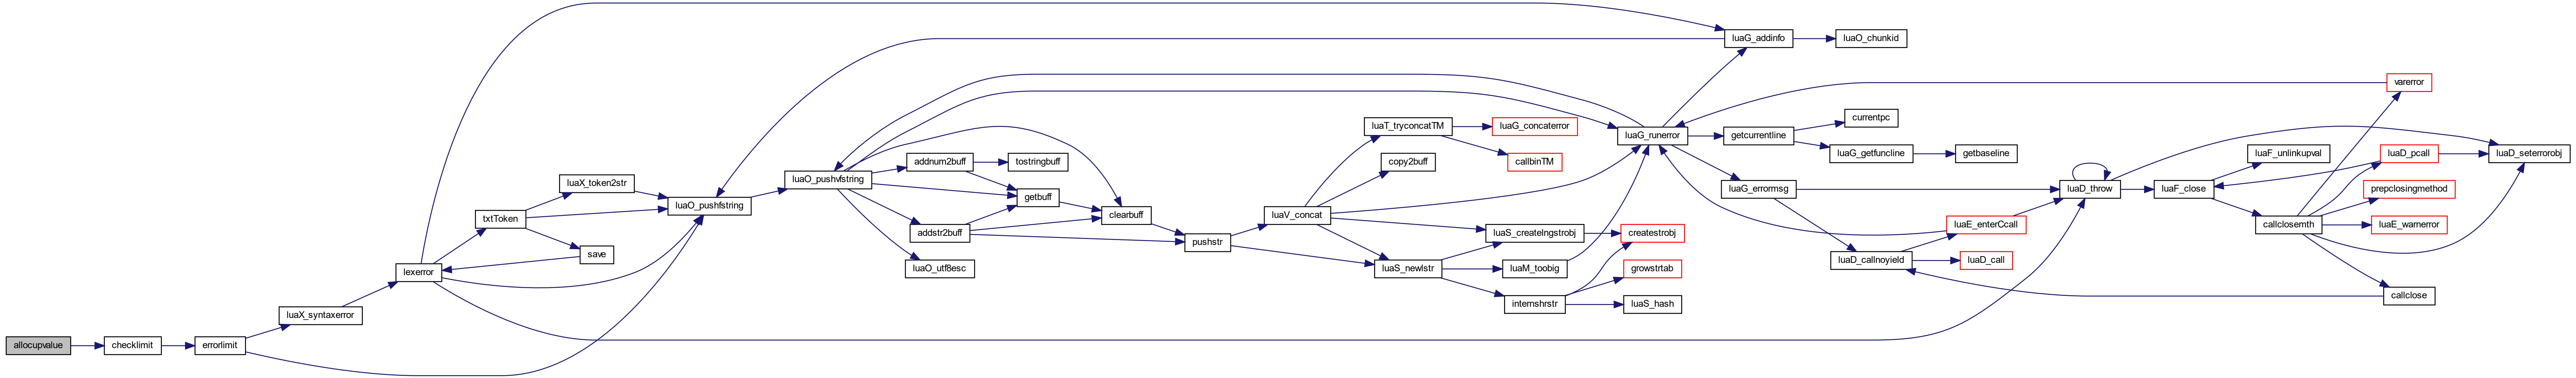 allocupvalue
checklimit
errorlimit
luaX_syntaxerror
lexerror
txtToken
luaX_token2str
save
luaO_pushfstring
luaO_pushvfstring
addnum2buff
tostringbuff
getbuff
addstr2buff
luaO_utf8esc
clearbuff
pushstr
luaV_concat
luaT_tryconcatTM
copy2buff
luaS_newlstr
luaG_concaterror
callbinTM
luaS_createlngstrobj
luaM_toobig
internshrstr
createstrobj
growstrtab
luaS_hash
luaG_runerror
luaG_addinfo
luaO_chunkid
getcurrentline
currentpc
luaG_getfuncline
getbaseline
luaG_errormsg
luaD_callnoyield
luaE_enterCcall
luaD_call
luaD_throw
luaF_close
luaF_unlinkupval
callclosemth
varerror
luaD_pcall
luaD_seterrorobj
prepclosingmethod
luaE_warnerror
callclose